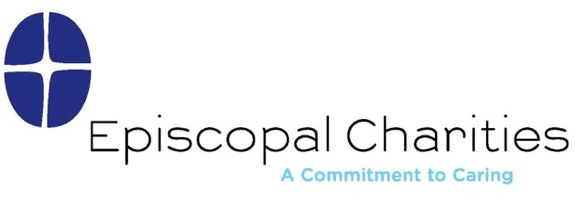 Episcopal Charities
A Commitment to Caring